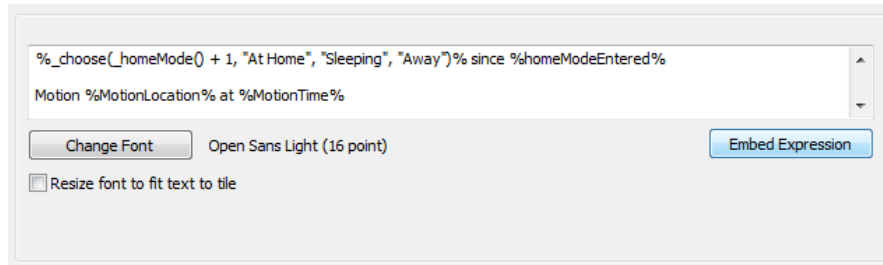 %_choose(_homeMode() + 1, "At Home", "Sleeping", "Away")% since %homeModeEntered%
Motion %MotionLocation% at %MotionTime%
Change Font Open Sans Light (16 point) Embed Expression
Resize font to fit text to tile